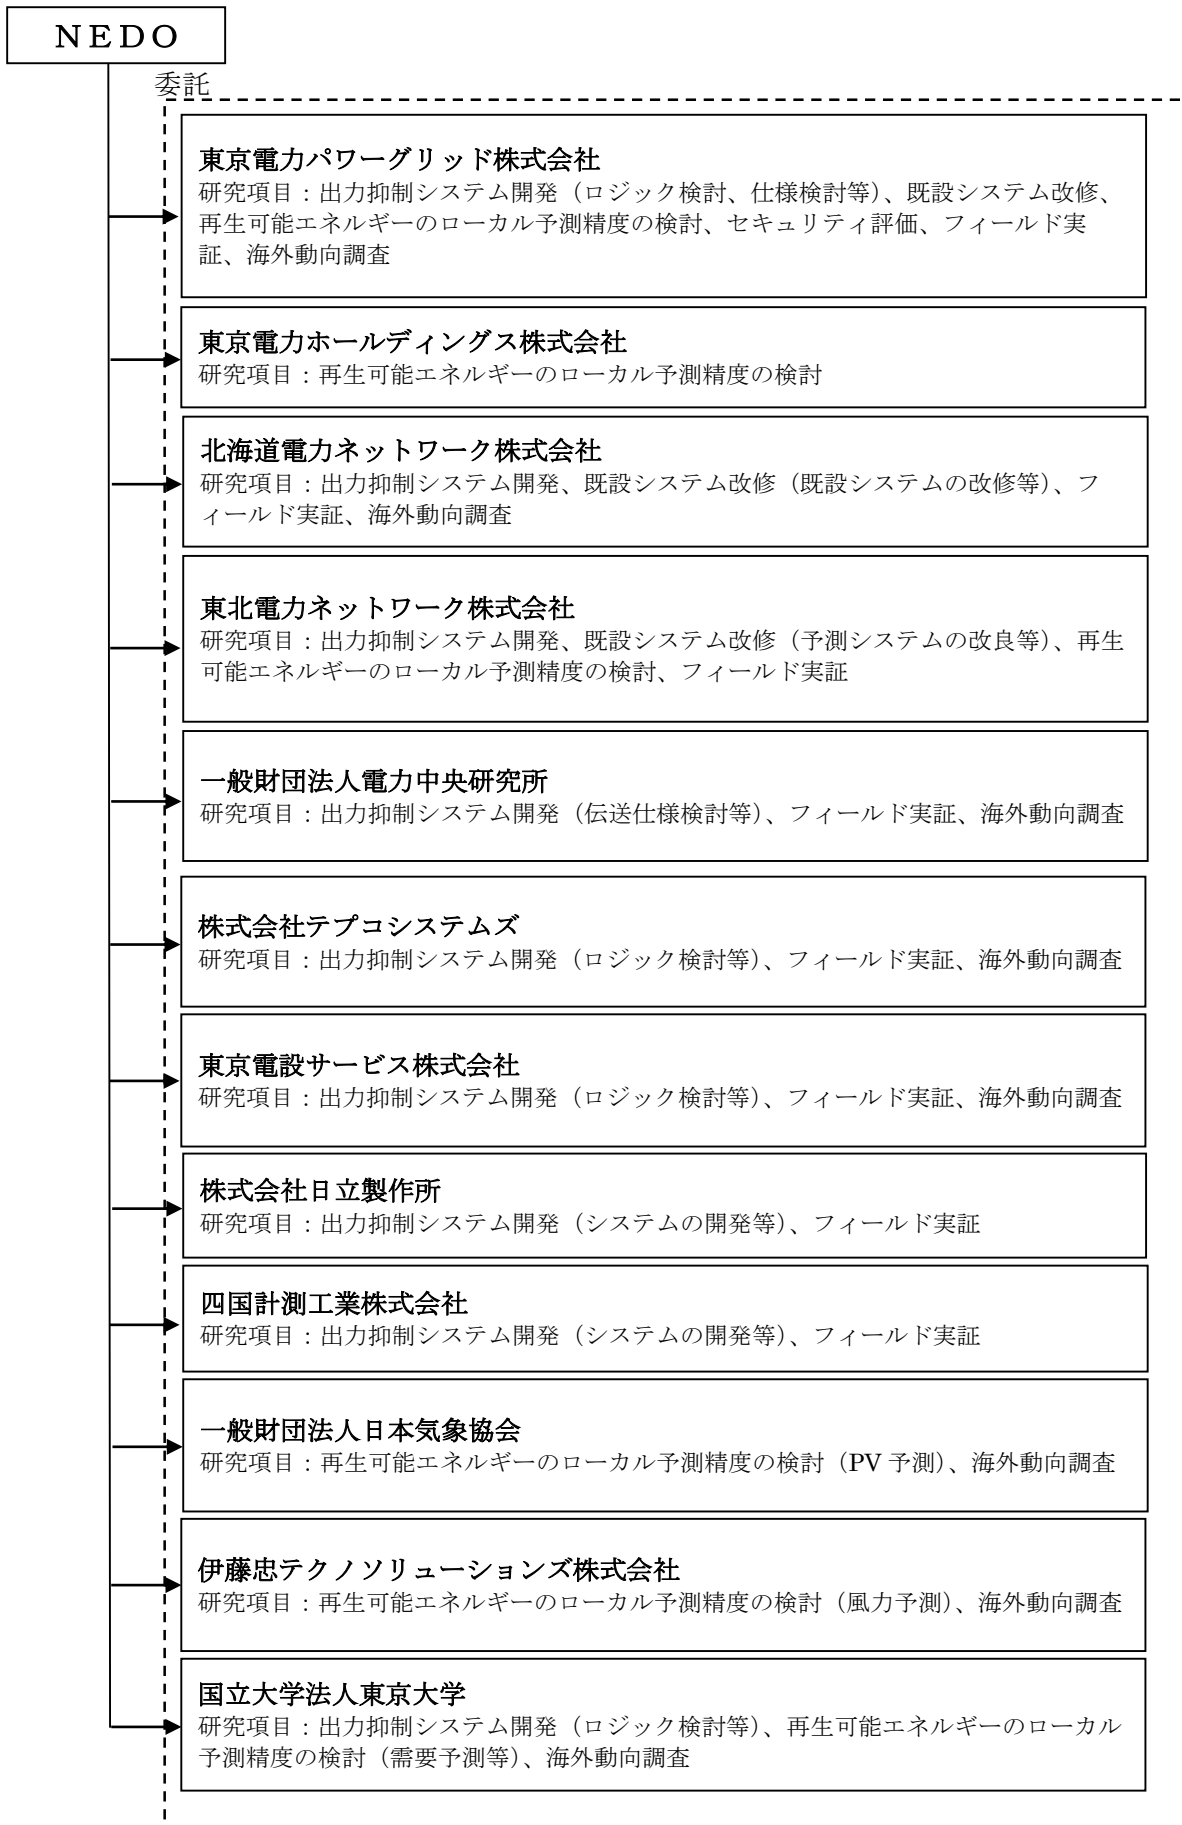 NEDO
委託
東京電力パワーグリッド株式会社
研究項目：出力抑制システム開発（ロジック検討、仕様検討等）、既設システム改修、
再生可能エネルギーのローカル予測精度の検討、セキュリティ評価、フィールド実
証、海外動向調査
東京電力ホールディングス株式会社
研究項目：再生可能エネルギーのローカル予測精度の検討
北海道電力ネットワーク株式会社
研究項目：出力抑制システム開発、既設システム改修（既設システムの改修等）、フ
ィールド実証、海外動向調査
東北電力ネットワーク株式会社
研究項目：出力抑制システム開発、既設システム改修（予測システムの改良等）、再生
可能エネルギーのローカル予測精度の検討、フィールド実証
一般財団法人電力中央研究所
研究項目：出力抑制システム開発（伝送仕様検討等）、フィールド実証、海外動向調査
株式会社テプコシステムズ
研究項目：出力抑制システム開発（ロジック検討等）、フィールド実証、海外動向調査
東京電設サービス株式会社
研究項目：出力抑制システム開発（ロジック検討等）、フィールド実証、海外動向調査
株式会社日立製作所
研究項目：出力抑制システム開発（システムの開発等）、フィールド実証
四国計測工業株式会社
研究項目：出力抑制システム開発（システムの開発等）、フィールド実証
一般財団法人日本気象協会
研究項目：再生可能エネルギーのローカル予測精度の検討（PV 予測）、海外動向調査
伊藤忠テクノソリューションズ株式会社
研究項目：再生可能エネルギーのローカル予測精度の検討（風力予測）、海外動向調査
国立大学法人東京大学
研究項目：出力抑制システム開発（ロジック検討等）、再生可能エネルギーのローカル
予測精度の検討（需要予測等）、海外動向調査